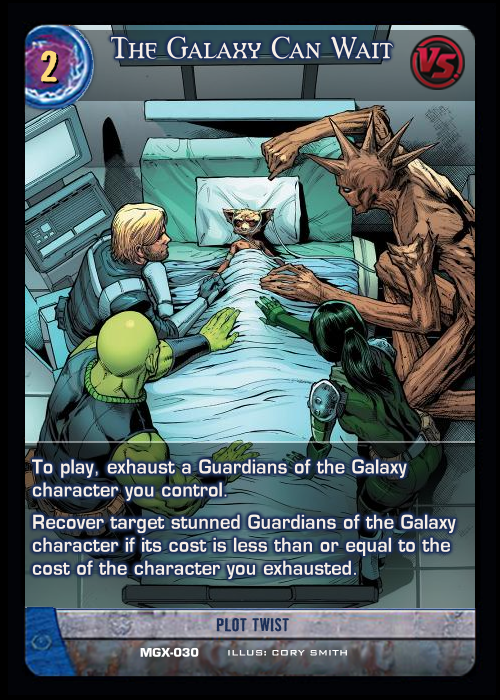 2
The Galaxy Can Wait
VS.
To play, exhaust a Guardians of the Galaxy
character you control.
Recover target stunned Guardians of the Galaxy
character if its cost is less than or equal to the
cost of the character you exhausted.
PLOT TWIST
MGX-030 ILLUS: CORY SMITH